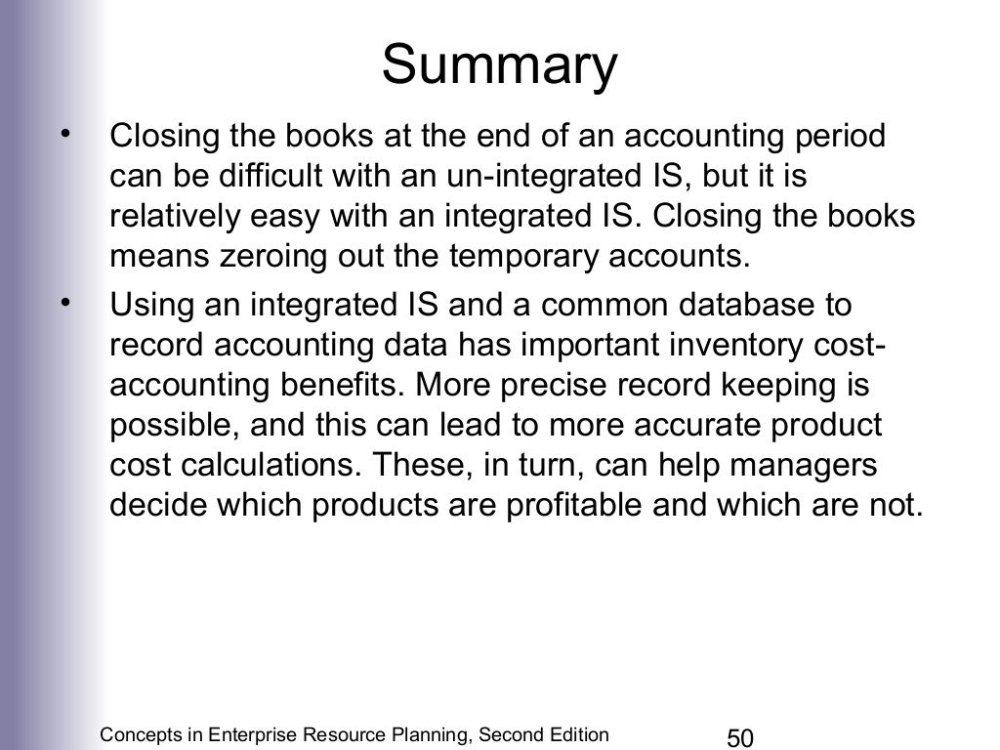 Summary
• Closing the books at the end of an accounting period
can be difficult with an un-integrated IS, but it is
relatively easy with an integrated IS. Closing the books
means zeroing out the temporary accounts.
• Using an integrated IS and a common database to
record accounting data has important inventory cost-
accounting benefits. More precise record keeping is
possible, and this can lead to more accurate product
cost calculations. These, in turn, can help managers
decide which products are profitable and which are not.
Concepts in Enterprise Resource Planning, Second Edition
50